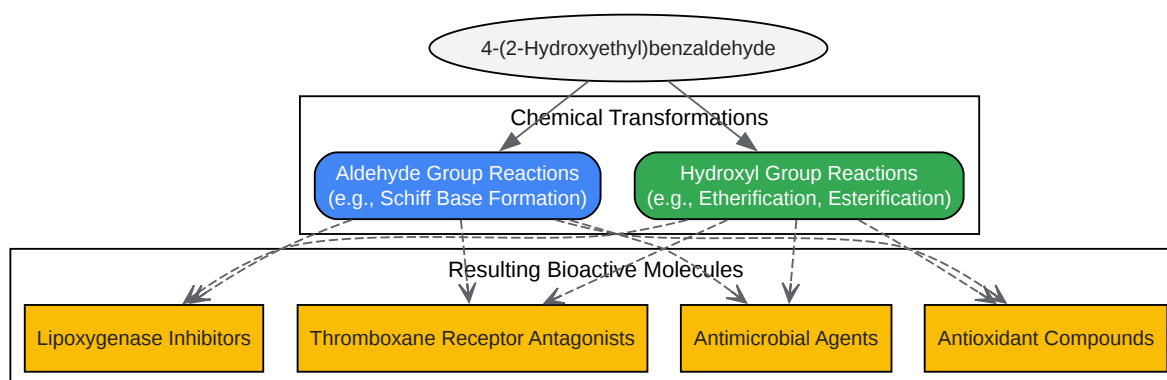 4-(2-Hydroxyethyl)benzaldehyde
Chemical Transformations
Aldehyde Group Reactions
(e.g., Schiff Base Formation)
Hydroxyl Group Reactions
(e.g., Etherification, Esterification)
Resulting Bioactive Molecules
Lipoxygenase Inhibitors
Thromboxane Receptor Antagonists
Antimicrobial Agents
Antioxidant Compounds